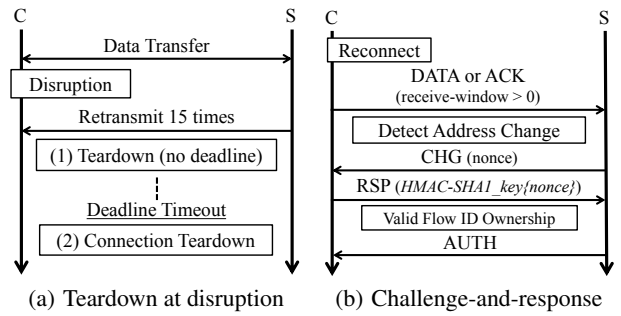 C
S
Data Transfer
Disruption
Retransmit 15 times
(1) Teardown (no deadline)
Deadline Timeout
(2) Connection Teardown
(a) Teardown at disruption
C
S
Reconnect
DATA or ACK
(receive-window > 0)
Detect Address Change
CHG (nonce)
RSP (HMAC-SHA1_key{nonce})
Valid Flow ID Ownership
AUTH
(b) Challenge-and-response